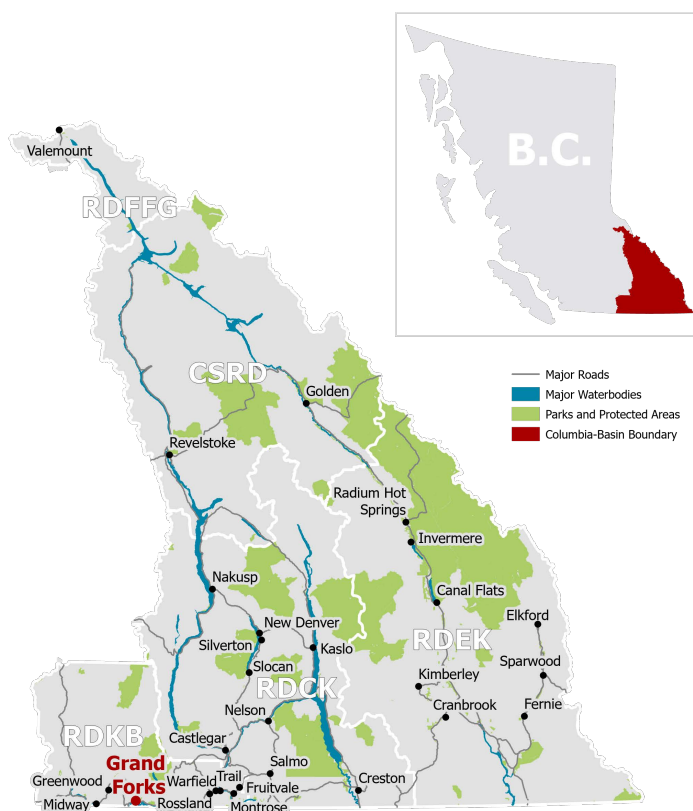 B.C.
Valemount
RDFFG
Major Roads
Major Waterbodies
Parks and Protected Areas
Columbia-Basin Boundary
CSRD
Golden
Revelstoke
Radium Hot
Springs
Invermere
Nakusp
Canal Flats
Elkford
New Denver
Silverton
Kaslo
RDEK
Slocan
Sparwood
Kimberley
RDCK
Nelson
Cranbrook
Fernie
RDKB
Castlegar
Grand
Forks
Salmo
Greenwood
Warfield
Trail
Creston
Fruitvale
Midway
Rossland
Montrose